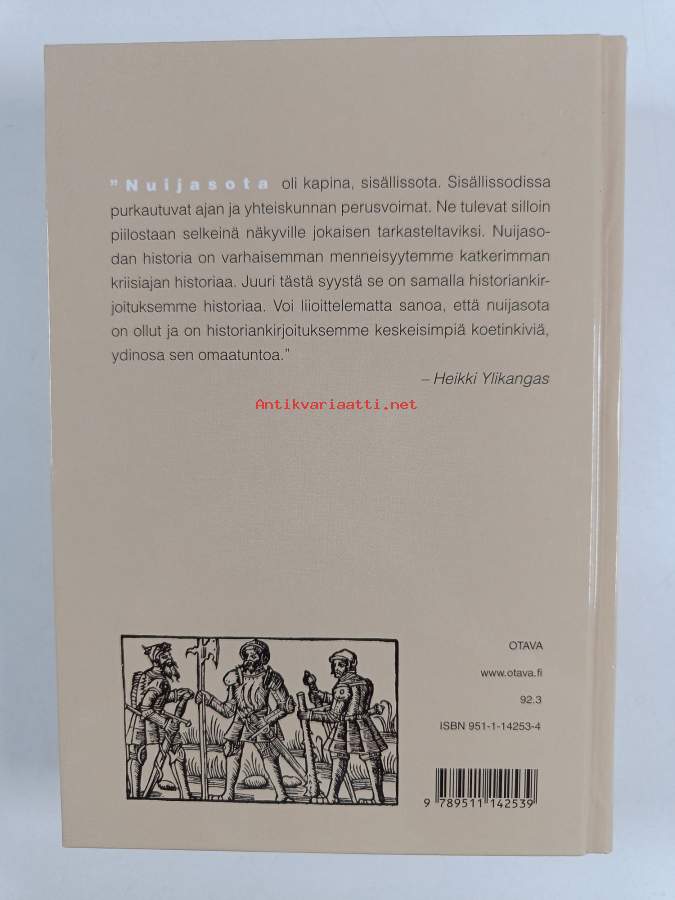 ”Nuijasota oli kapina, sisällissota. Sisällissodissa
purkautuvat ajan ja yhteiskunnan perusvoimat. Ne tulevat silloin
piilostaan selkeinä näkyville jokaisen tarkasteltaviksi. Nuijaso-
dan historia on varhaisemman menneisyytemme katkerimman
kriisiajan historiaa. Juuri tästä syystä se on samalla historiankir-
joituksemme historiaa. Voi liioittelematta sanoa, että nuijasota
on ollut ja on historiankirjoituksemme keskeisimpiä koetinkiviä,
ydinosa sen omaatuntoa.”
– Heikki Ylikangas
Antikvariaatti.net
OTAVA
www.otava.fi
92.3
ISBN 951-1-14253-4
9 789511 142539